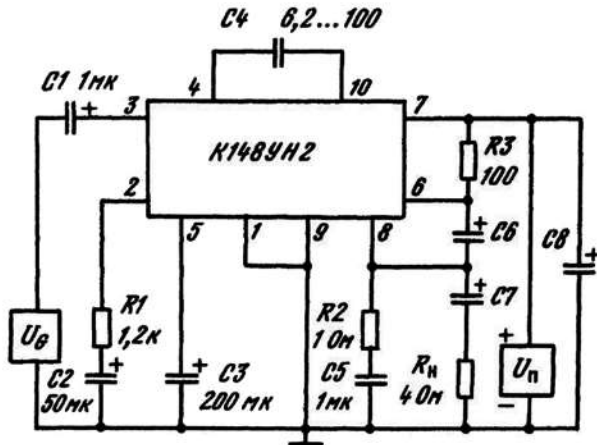 C4 6,2...100
C1 1мк
+
3
4
10
7
К148УН2
R3
100
2
6
+
C6
C8
+
5
1
9
8
+
C7
R1
1,2к
R2
1 Ом
Uɞ
+
C2
50мк
+
C3
200 мк
C5
1мк
Rн
4 Ом
+
Uп
−